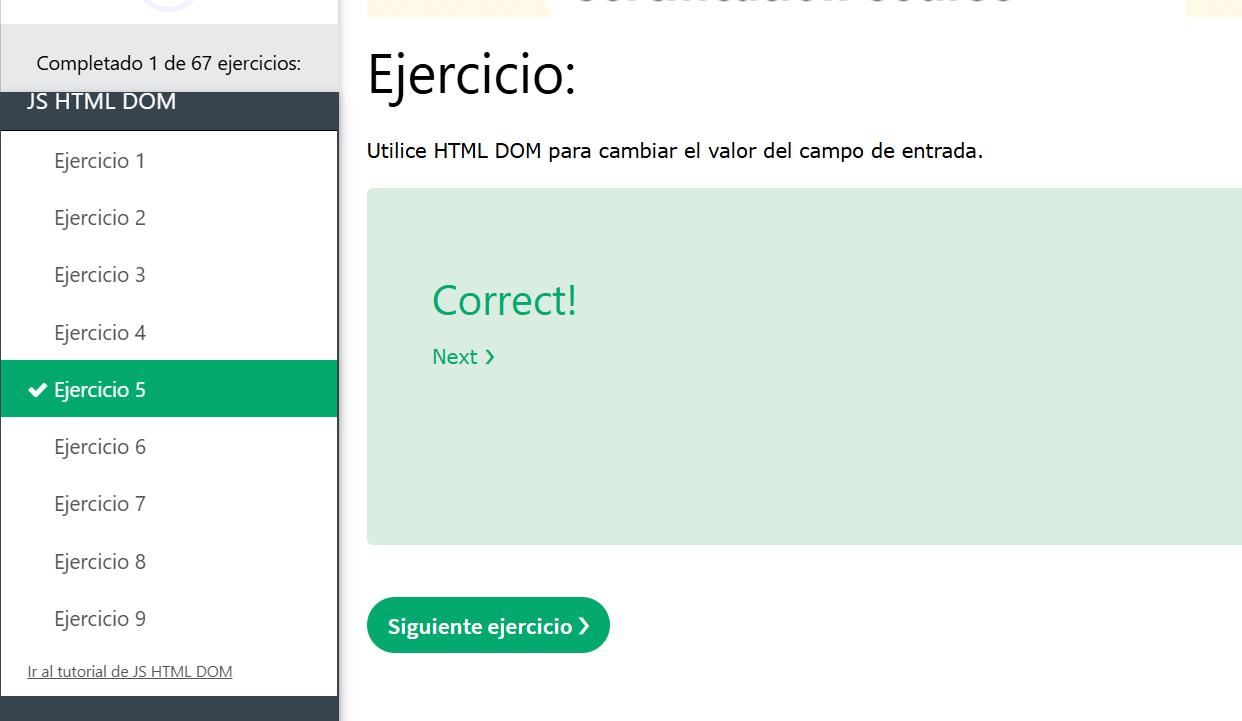 Completado 1 de 67 ejercicios:
JS HTML DOM
Ejercicio 1
Ejercicio 2
Ejercicio 3
Ejercicio 4
Ejercicio 5
Ejercicio 6
Ejercicio 7
Ejercicio 8
Ejercicio 9
Ir al tutorial de JS HTML DOM
Ejercicio:
Utilice HTML DOM para cambiar el valor del campo de entrada.
Correct!
Next ❯
Siguiente ejercicio ❯